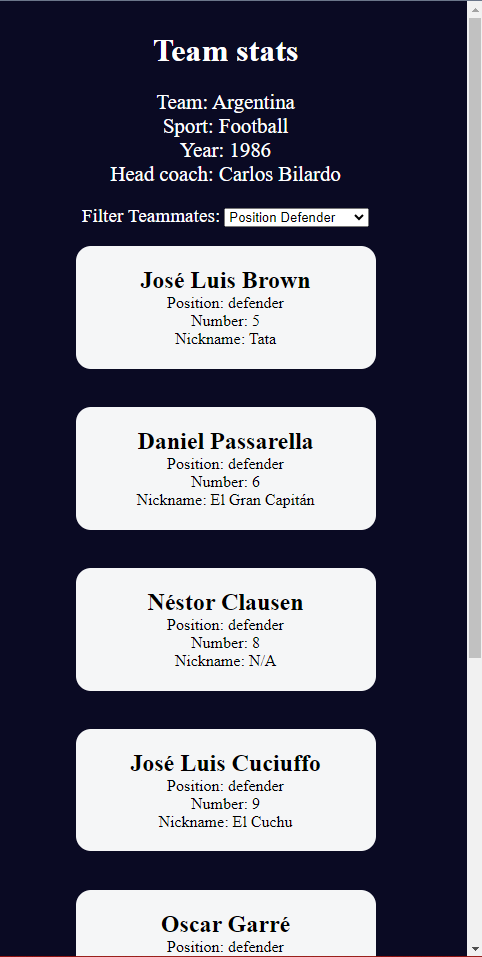 Team stats
Team: Argentina
Sport: Football
Year: 1986
Head coach: Carlos Bilardo
Filter Teammates: Position Defender
José Luis Brown
Position: defender
Number: 5
Nickname: Tata
Daniel Passarella
Position: defender
Number: 6
Nickname: El Gran Capitán
Néstor Clausen
Position: defender
Number: 8
Nickname: N/A
José Luis Cuciuffo
Position: defender
Number: 9
Nickname: El Cuchu
Oscar Garré
Position: defender